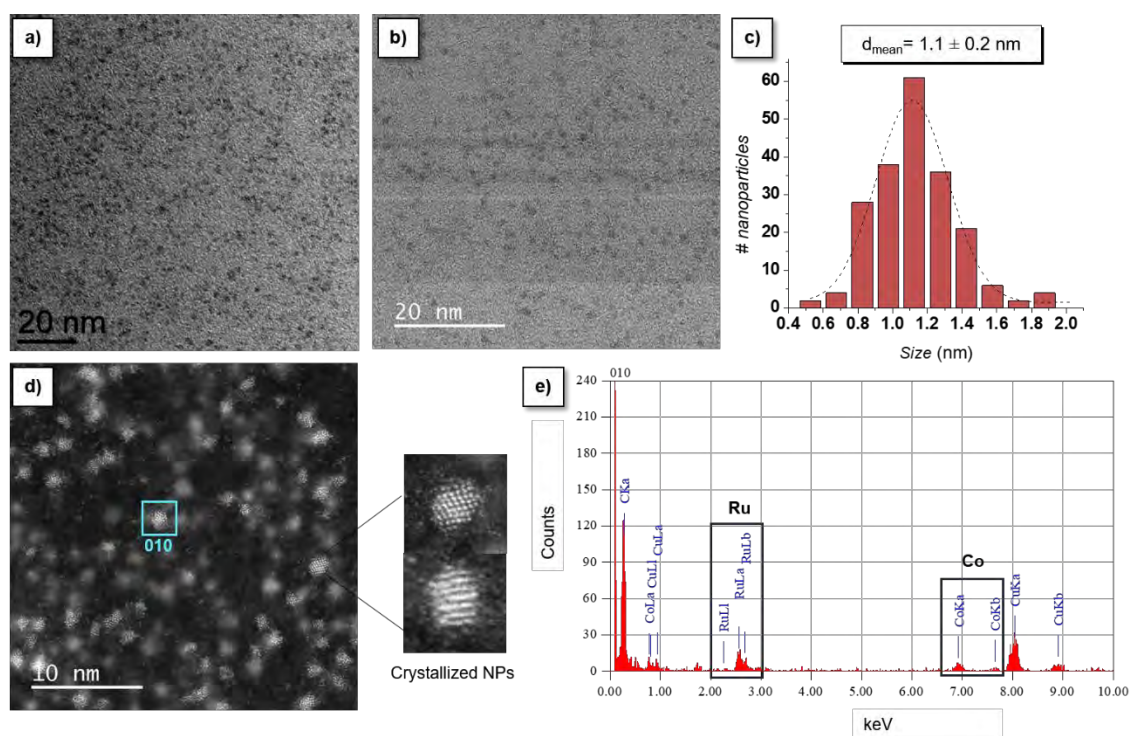 a)
20 nm
b)
20 nm
c)
dmean= 1.1 ± 0.2 nm
# nanoparticles
60
50
40
30
20
10
0
0.4 0.6 0.8 1.0 1.2 1.4 1.6 1.8 2.0
Size (nm)
d)
010
10 nm
Crystallized NPs
e)
010
Counts
240
210
180
150
120
90
60
30
0
CKa
CoLa
CuLl
CuLa
Ru
RuLl
RuLa
RuLb
Co
CoKa
CoKb
CuKa
CuKb
0.00 1.00 2.00 3.00 4.00 5.00 6.00 7.00 8.00 9.00 10.00
keV